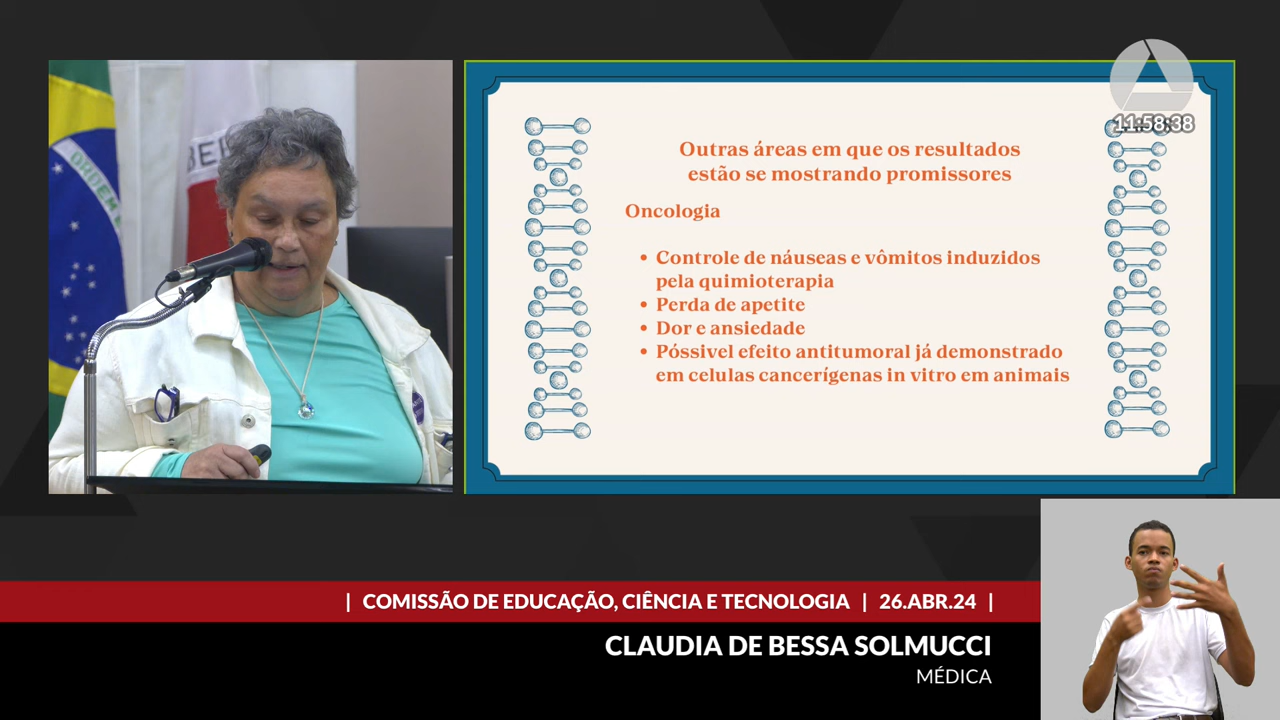 11:58:38
Outras áreas em que os resultados
estão se mostrando promissores
Oncologia
• Controle de náuseas e vômitos induzidos
pela quimioterapia
• Perda de apetite
• Dor e ansiedade
• Póssivel efeito antitumoral já demonstrado
em celulas cancerígenas in vitro em animais
| COMISSÃO DE EDUCAÇÃO, CIÊNCIA E TECNOLOGIA | 26.ABR.24 |
CLAUDIA DE BESSA SOLMUCCI
MÉDICA